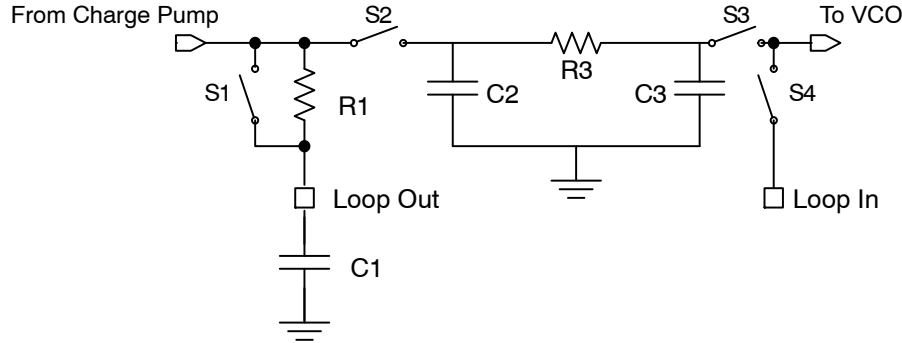 From Charge Pump
S2
S3
To VCO
S1
R1
R3
C2
C3
S4
Loop Out
Loop In
C1